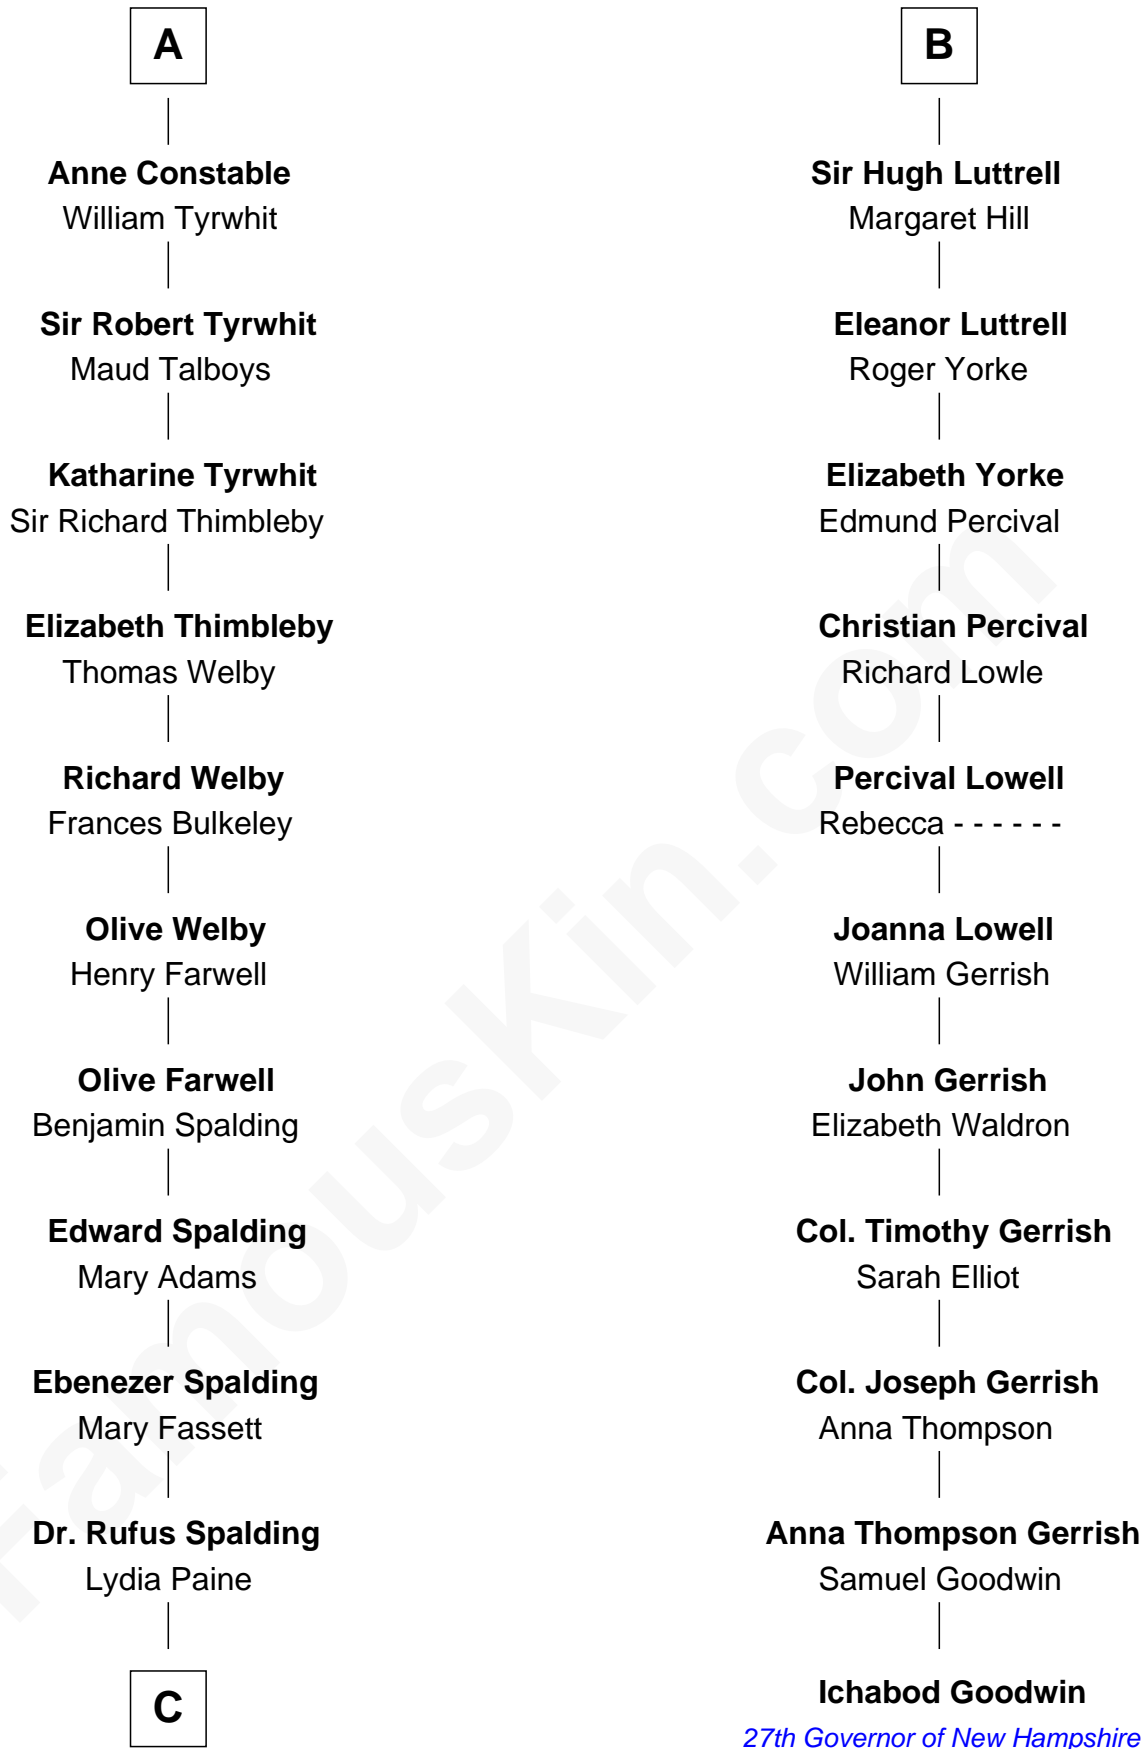 A
Anne Constable
William Tyrwhit
Sir Robert Tyrwhit
Maud Talboys
Katharine Tyrwhit
Sir Richard Thimbleby
Elizabeth Thimbleby
Thomas Welby
Richard Welby
Frances Bulkeley
Olive Welby
Henry Farwell
Olive Farwell
Benjamin Spalding
Edward Spalding
Mary Adams
Ebenezer Spalding
Mary Fassett
Dr. Rufus Spalding
Lydia Paine
C
B
Sir Hugh Luttrell
Margaret Hill
Eleanor Luttrell
Roger Yorke
Elizabeth Yorke
Edmund Percival
Christian Percival
Richard Lowle
Percival Lowell
Rebecca - - - - - -
Joanna Lowell
William Gerrish
John Gerrish
Elizabeth Waldron
Col. Timothy Gerrish
Sarah Elliot
Col. Joseph Gerrish
Anna Thompson
Anna Thompson Gerrish
Samuel Goodwin
Ichabod Goodwin
27th Governor of New Hampshire
FamousKin.com